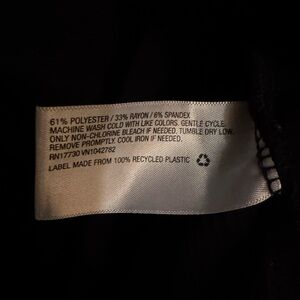 61% POLYESTER / 33% RAYON / 6% SPANDEX
MACHINE WASH COLD WITH LIKE COLORS. GENTLE CYCLE.
ONLY NON-CHLORINE BLEACH IF NEEDED. TUMBLE DRY LOW.
REMOVE PROMPTLY. COOL IRON IF NEEDED.
RN17730 VN1042782
LABEL MADE FROM 100% RECYCLED PLASTIC